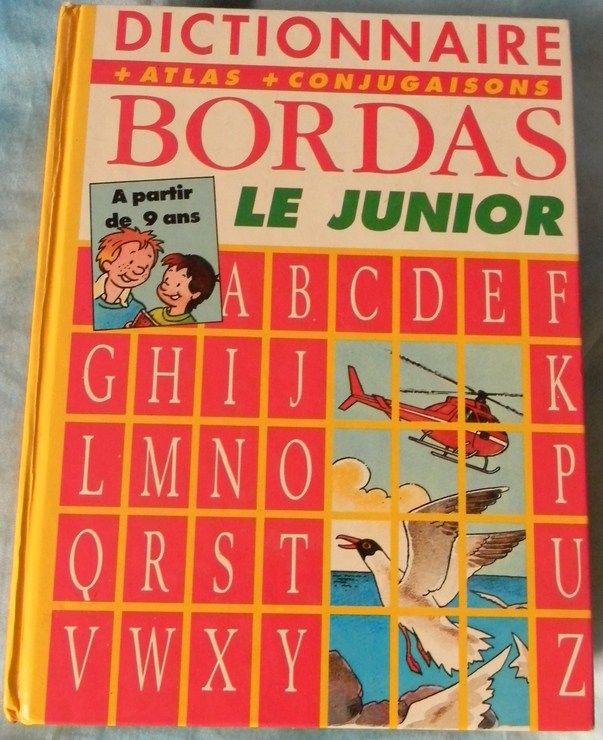 DICTIONNAIRE
+ ATLAS + CONJUGAISONS
BORDAS
A partir
de 9 ans
LE JUNIOR
A B C D E F
G H I J K
L M N O P
Q R S T U
V W X Y Z